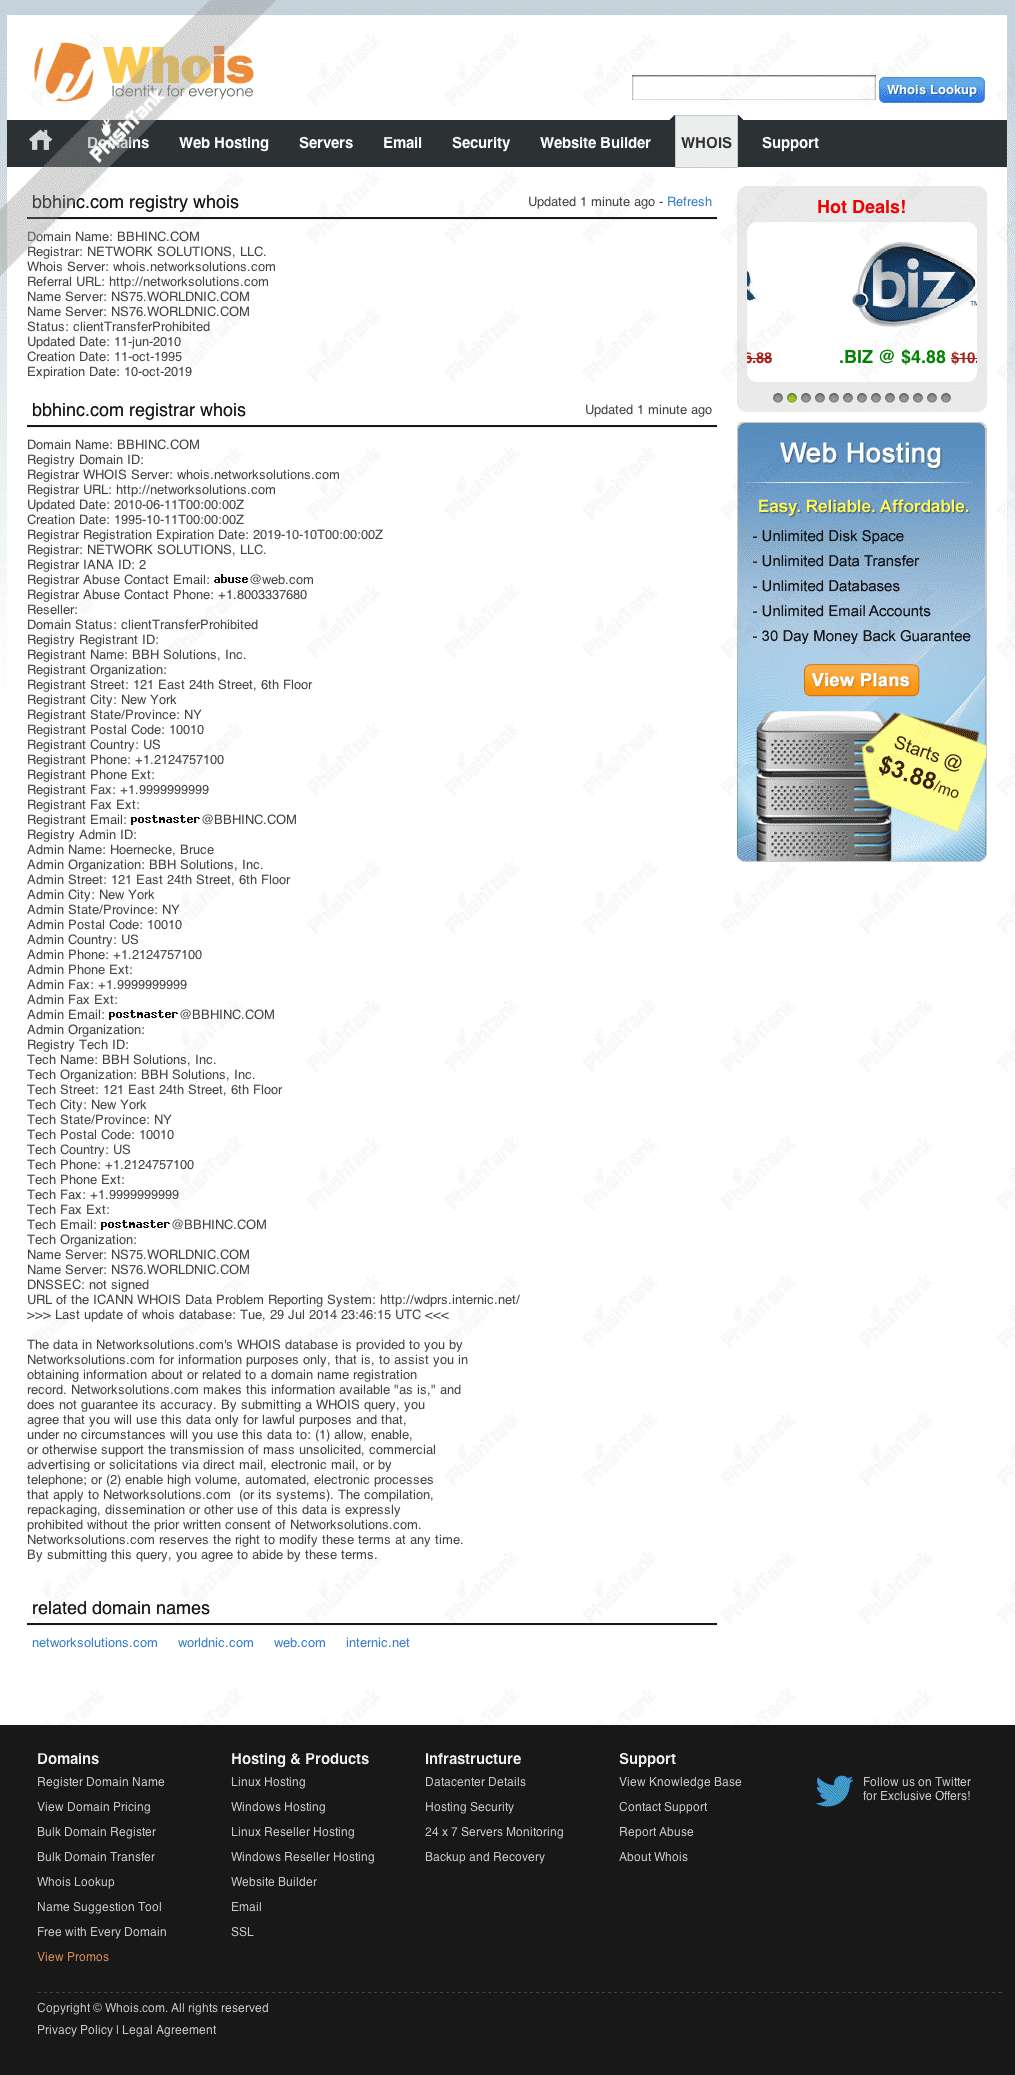 Whois
Identity for everyone
Whois Lookup
PhishTank
Domains
Web Hosting
Servers
Email
Security
Website Builder
WHOIS
Support
bbhinc.com registry whois
Updated 1 minute ago - Refresh
Domain Name: BBHINC.COM
Registrar: NETWORK SOLUTIONS, LLC.
Whois Server: whois.networksolutions.com
Referral URL: http://networksolutions.com
Name Server: NS75.WORLDNIC.COM
Name Server: NS76.WORLDNIC.COM
Status: clientTransferProhibited
Updated Date: 11-jun-2010
Creation Date: 11-oct-1995
Expiration Date: 10-oct-2019
bbhinc.com registrar whois
Updated 1 minute ago
Domain Name: BBHINC.COM
Registry Domain ID:
Registrar WHOIS Server: whois.networksolutions.com
Registrar URL: http://networksolutions.com
Updated Date: 2010-06-11T00:00:00Z
Creation Date: 1995-10-11T00:00:00Z
Registrar Registration Expiration Date: 2019-10-10T00:00:00Z
Registrar: NETWORK SOLUTIONS, LLC.
Registrar IANA ID: 2
Registrar Abuse Contact Email: abuse@web.com
Registrar Abuse Contact Phone: +1.8003337680
Reseller:
Domain Status: clientTransferProhibited
Registry Registrant ID:
Registrant Name: BBH Solutions, Inc.
Registrant Organization:
Registrant Street: 121 East 24th Street, 6th Floor
Registrant City: New York
Registrant State/Province: NY
Registrant Postal Code: 10010
Registrant Country: US
Registrant Phone: +1.2124757100
Registrant Phone Ext:
Registrant Fax: +1.9999999999
Registrant Fax Ext:
Registrant Email: postmaster@BBHINC.COM
Registry Admin ID:
Admin Name: Hoernecke, Bruce
Admin Organization: BBH Solutions, Inc.
Admin Street: 121 East 24th Street, 6th Floor
Admin City: New York
Admin State/Province: NY
Admin Postal Code: 10010
Admin Country: US
Admin Phone: +1.2124757100
Admin Phone Ext:
Admin Fax: +1.9999999999
Admin Fax Ext:
Admin Email: postmaster@BBHINC.COM
Admin Organization:
Registry Tech ID:
Tech Name: BBH Solutions, Inc.
Tech Organization: BBH Solutions, Inc.
Tech Street: 121 East 24th Street, 6th Floor
Tech City: New York
Tech State/Province: NY
Tech Postal Code: 10010
Tech Country: US
Tech Phone: +1.2124757100
Tech Phone Ext:
Tech Fax: +1.9999999999
Tech Fax Ext:
Tech Email: postmaster@BBHINC.COM
Tech Organization:
Name Server: NS75.WORLDNIC.COM
Name Server: NS76.WORLDNIC.COM
DNSSEC: not signed
URL of the ICANN WHOIS Data Problem Reporting System: http://wdprs.internic.net/
>>> Last update of whois database: Tue, 29 Jul 2014 23:46:15 UTC <<<
The data in Networksolutions.com's WHOIS database is provided to you by
Networksolutions.com for information purposes only, that is, to assist you in
obtaining information about or related to a domain name registration
record. Networksolutions.com makes this information available "as is," and
does not guarantee its accuracy. By submitting a WHOIS query, you
agree that you will use this data only for lawful purposes and that,
under no circumstances will you use this data to: (1) allow, enable,
or otherwise support the transmission of mass unsolicited, commercial
advertising or solicitations via direct mail, electronic mail, or by
telephone; or (2) enable high volume, automated, electronic processes
that apply to Networksolutions.com (or its systems). The compilation,
repackaging, dissemination or other use of this data is expressly
prohibited without the prior written consent of Networksolutions.com.
Networksolutions.com reserves the right to modify these terms at any time.
By submitting this query, you agree to abide by these terms.
related domain names
networksolutions.com
worldnic.com
web.com
internic.net
Hot Deals!
biz
TM
6.88
.BIZ @ $4.88 $10.
Web Hosting
Easy. Reliable. Affordable.
- Unlimited Disk Space
- Unlimited Data Transfer
- Unlimited Databases
- Unlimited Email Accounts
- 30 Day Money Back Guarantee
View Plans
Starts @
$3.88/mo
Domains
Register Domain Name
View Domain Pricing
Bulk Domain Register
Bulk Domain Transfer
Whois Lookup
Name Suggestion Tool
Free with Every Domain
View Promos
Hosting & Products
Linux Hosting
Windows Hosting
Linux Reseller Hosting
Windows Reseller Hosting
Website Builder
Email
SSL
Infrastructure
Datacenter Details
Hosting Security
24 x 7 Servers Monitoring
Backup and Recovery
Support
View Knowledge Base
Contact Support
Report Abuse
About Whois
Follow us on Twitter
for Exclusive Offers!
Copyright © Whois.com. All rights reserved
Privacy Policy | Legal Agreement